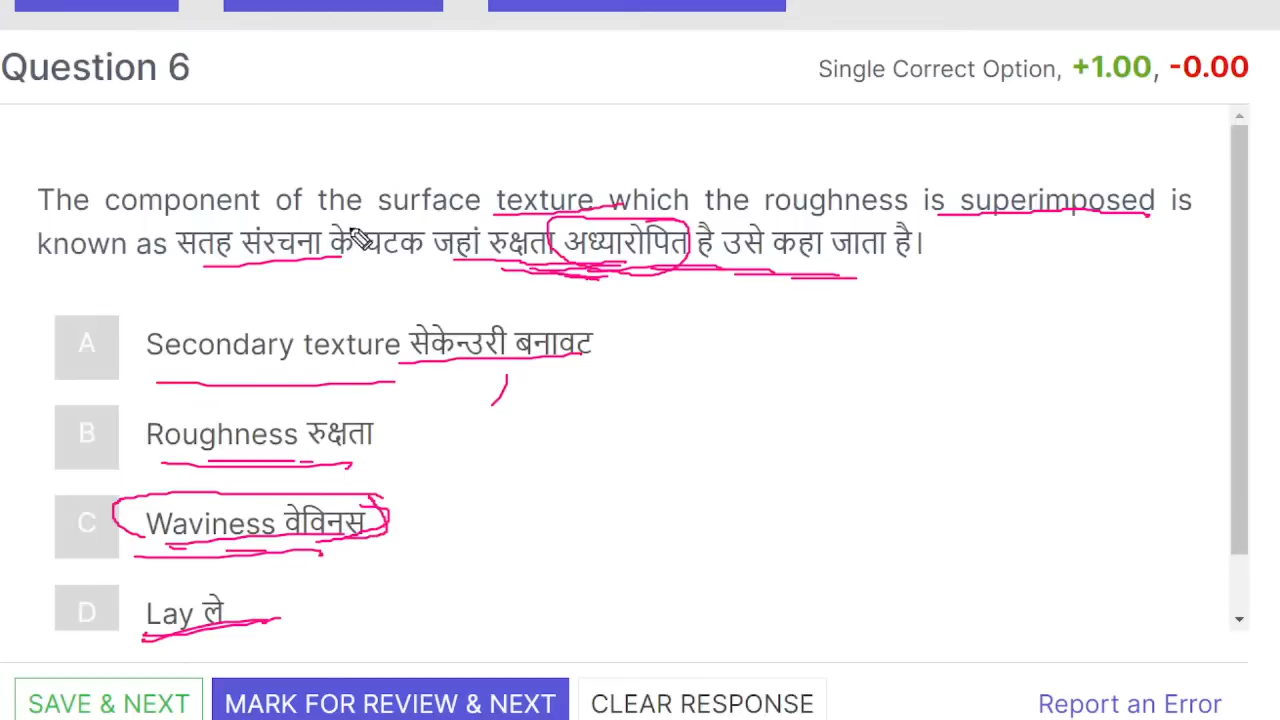 Question 6
Single Correct Option, +1.00, -0.00
The component of the surface texture which the roughness is superimposed is
known as सतह संरचना के घटक जहां रुक्षता अध्यारोपित है उसे कहा जाता है।
A Secondary texture सेकेन्डरी बनावट
B Roughness रुक्षता
C Waviness वेविनस
D Lay ले
SAVE & NEXT MARK FOR REVIEW & NEXT CLEAR RESPONSE Report an Error